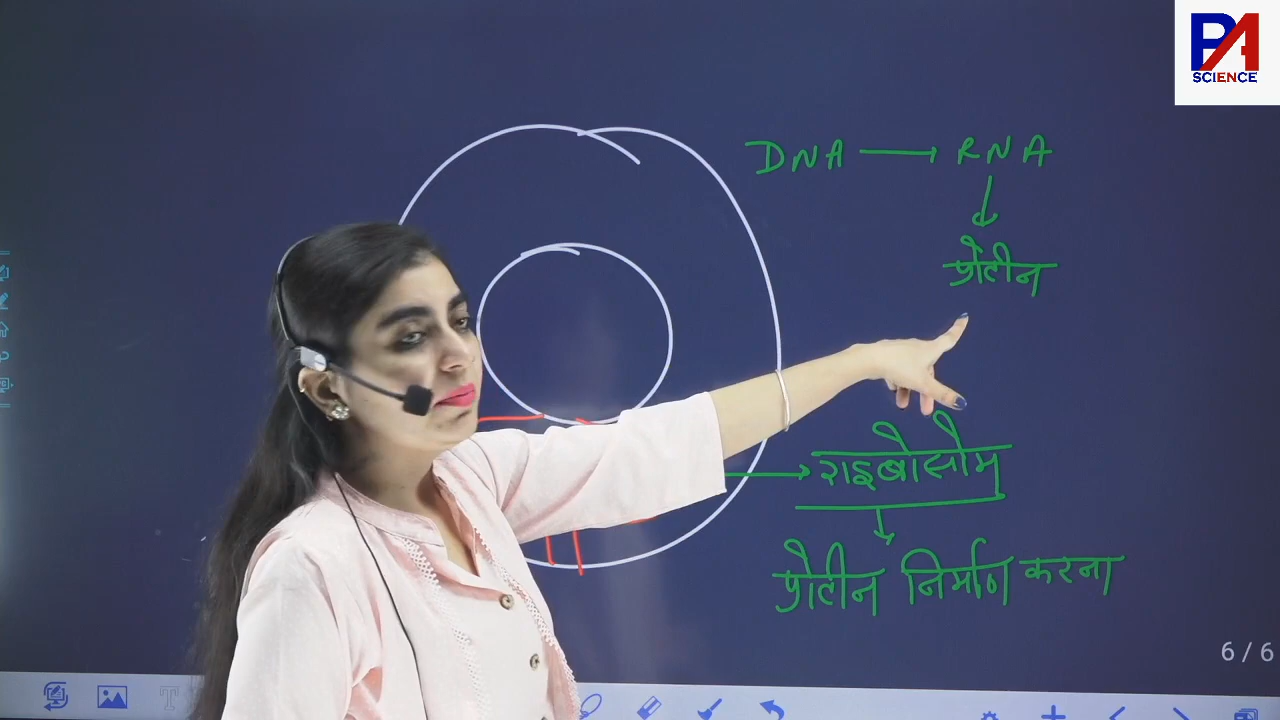 PA
SCIENCE
DNA → RNA
↓
प्रोटीन
→ राइबोसोम
↓
प्रोटीन निर्माण करना
6 / 6